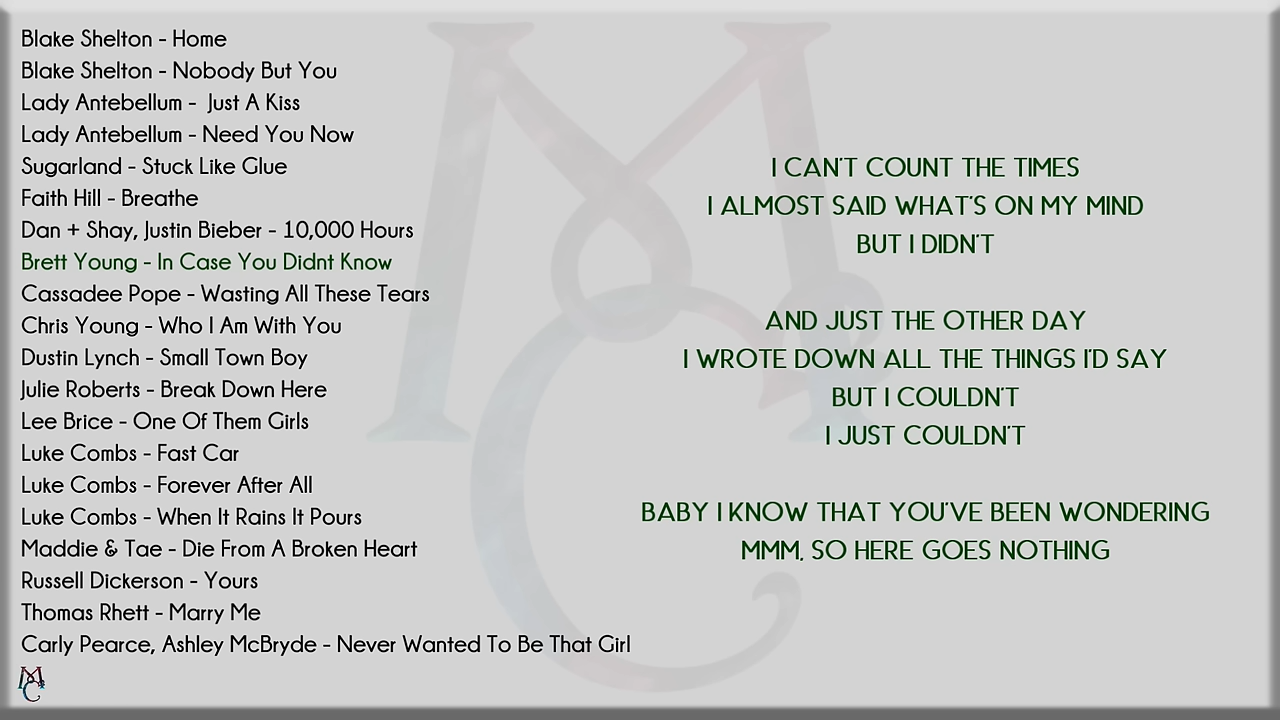 Blake Shelton - Home
Blake Shelton - Nobody But You
Lady Antebellum - Just A Kiss
Lady Antebellum - Need You Now
Sugarland - Stuck Like Glue
Faith Hill - Breathe
Dan + Shay, Justin Bieber - 10,000 Hours
Brett Young - In Case You Didnt Know
Cassadee Pope - Wasting All These Tears
Chris Young - Who I Am With You
Dustin Lynch - Small Town Boy
Julie Roberts - Break Down Here
Lee Brice - One Of Them Girls
Luke Combs - Fast Car
Luke Combs - Forever After All
Luke Combs - When It Rains It Pours
Maddie & Tae - Die From A Broken Heart
Russell Dickerson - Yours
Thomas Rhett - Marry Me
Carly Pearce, Ashley McBryde - Never Wanted To Be That Girl
MC
I CAN'T COUNT THE TIMES
I ALMOST SAID WHAT'S ON MY MIND
BUT I DIDN'T
AND JUST THE OTHER DAY
I WROTE DOWN ALL THE THINGS I'D SAY
BUT I COULDN'T
I JUST COULDN'T
BABY I KNOW THAT YOU'VE BEEN WONDERING
MMM, SO HERE GOES NOTHING